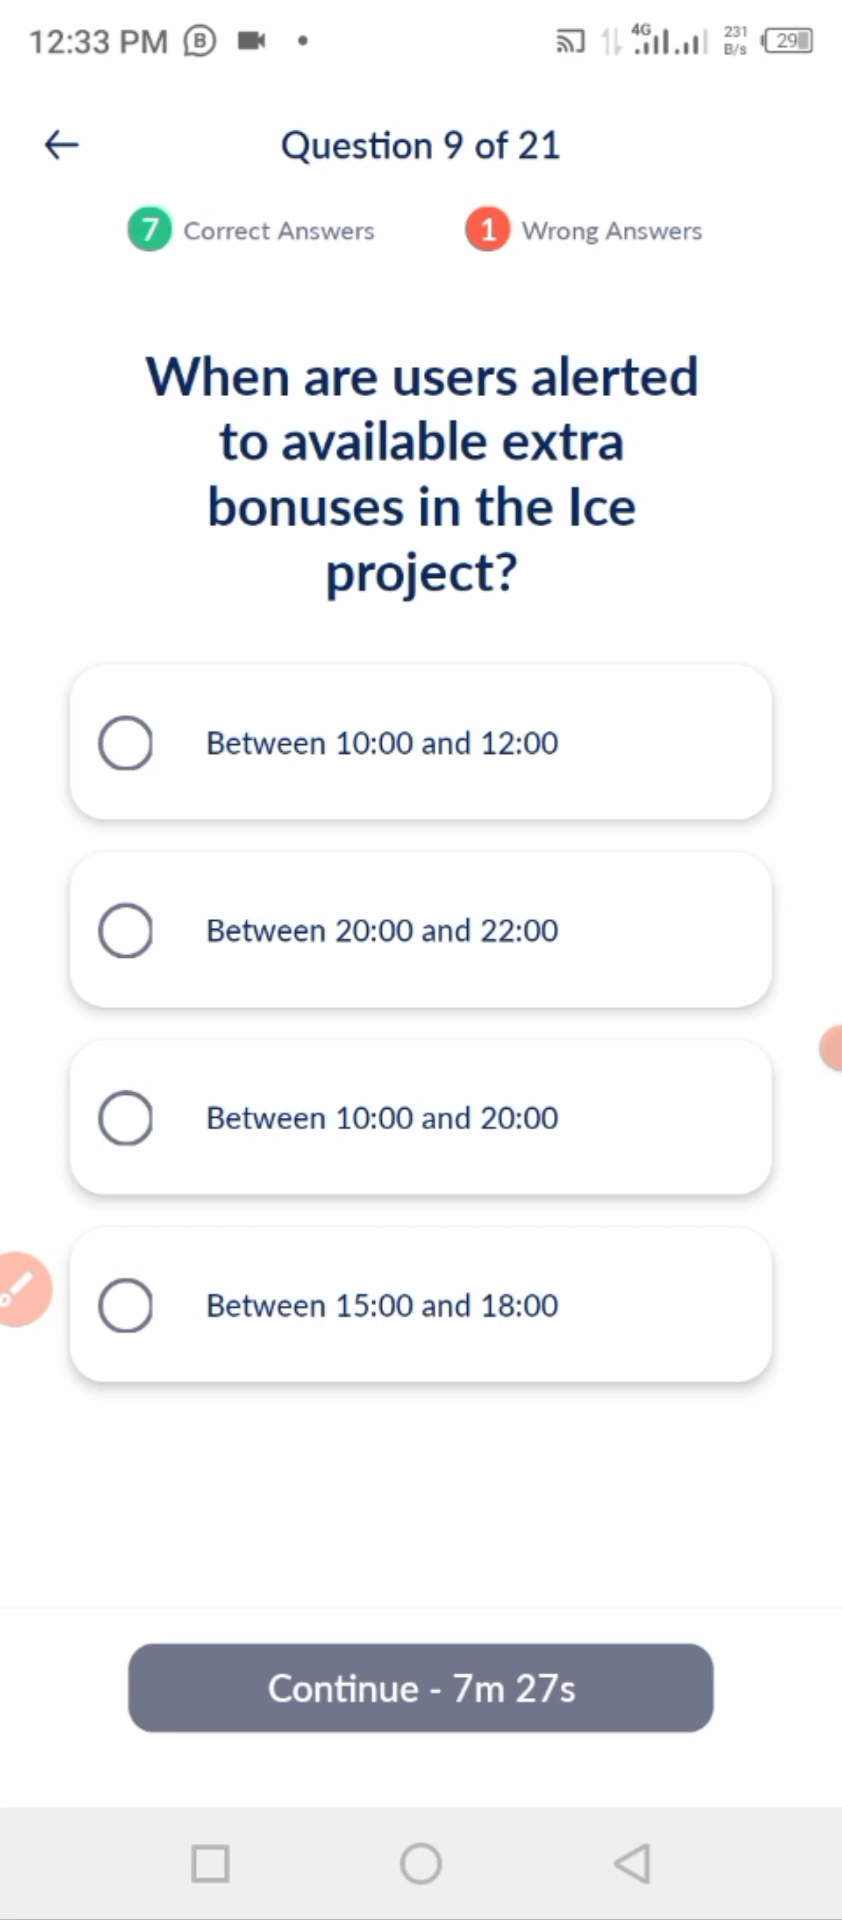 12:33 PM B 4G 231 B/s 29
Question 9 of 21
7 Correct Answers 1 Wrong Answers
When are users alerted
to available extra
bonuses in the Ice
project?
Between 10:00 and 12:00
Between 20:00 and 22:00
Between 10:00 and 20:00
Between 15:00 and 18:00
Continue - 7m 27s